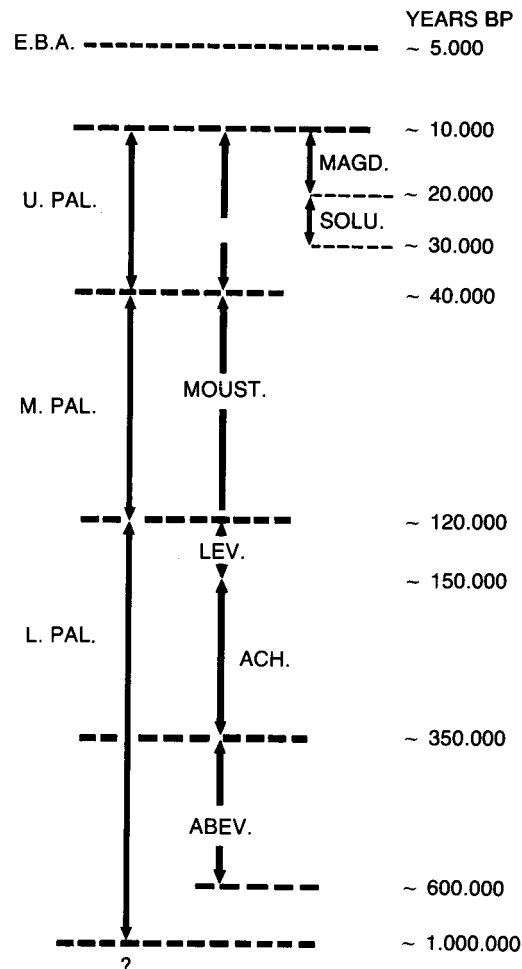 YEARS BP
E.B.A. ~ 5.000
~ 10.000
MAGD.
U. PAL. ~ 20.000
SOLU.
~ 30.000
~ 40.000
MOUST.
M. PAL.
~ 120.000
LEV.
~ 150.000
L. PAL.
ACH.
~ 350.000
ABEV.
~ 600.000
~ 1.000.000
?